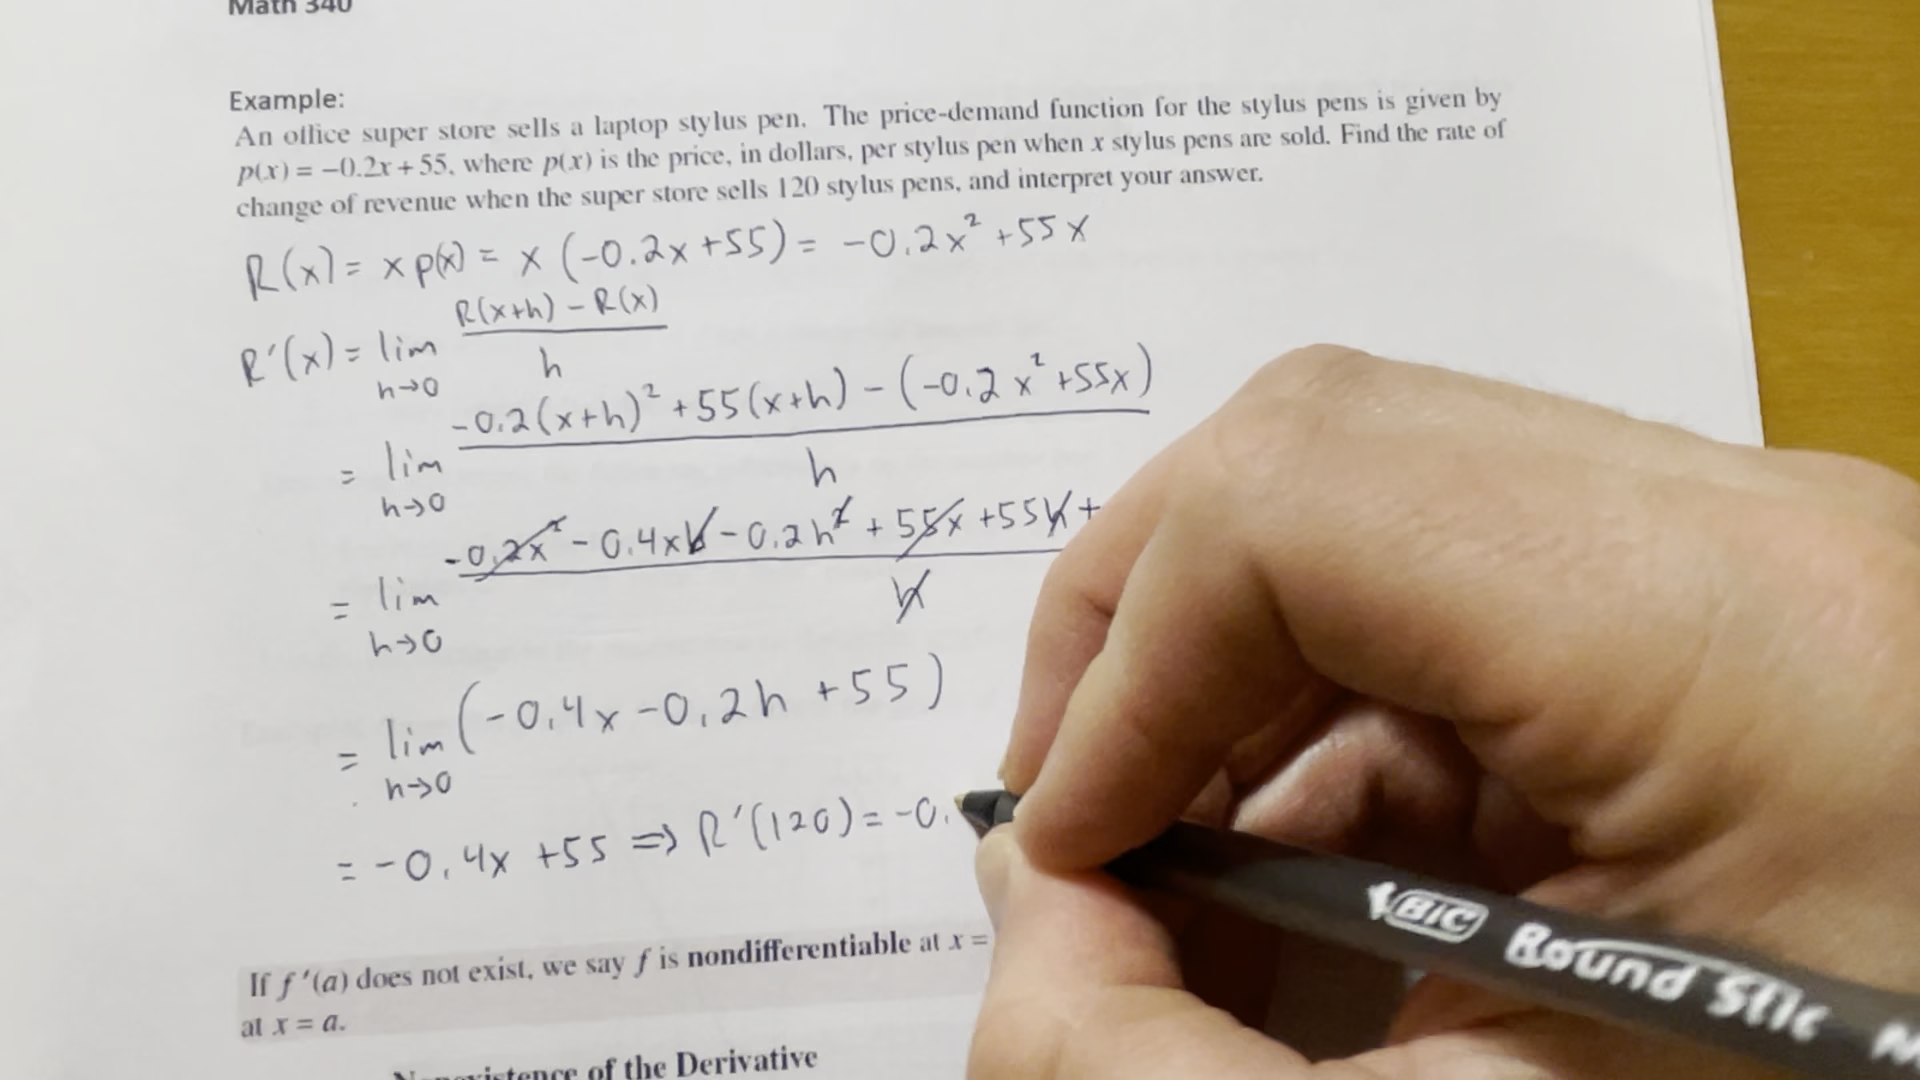 Math 340
Example:
An office super store sells a laptop stylus pen. The price-demand function for the stylus pens is given by
p(x) = −0.2x + 55, where p(x) is the price, in dollars, per stylus pen when x stylus pens are sold. Find the rate of
change of revenue when the super store sells 120 stylus pens, and interpret your answer.
R(x) = x p(x) = x (-0.2x +55) = -0.2x² +55x
R(x+h) - R(x)
R'(x) = lim
h→0
h
-0.2(x+h)² +55(x+h) - (-0.2x² +55x)
= lim
h→0
h
-0.2x² - 0.4xh - 0.2h² + 55x +55h +
= lim
h→0
h
= lim (-0.4x -0.2h +55)
h→0
= -0.4x +55 ⇒ R'(120) = -0.
If f '(a) does not exist, we say f is nondifferentiable at x =
at x = a.
of the Derivative
BIC Round Stic M